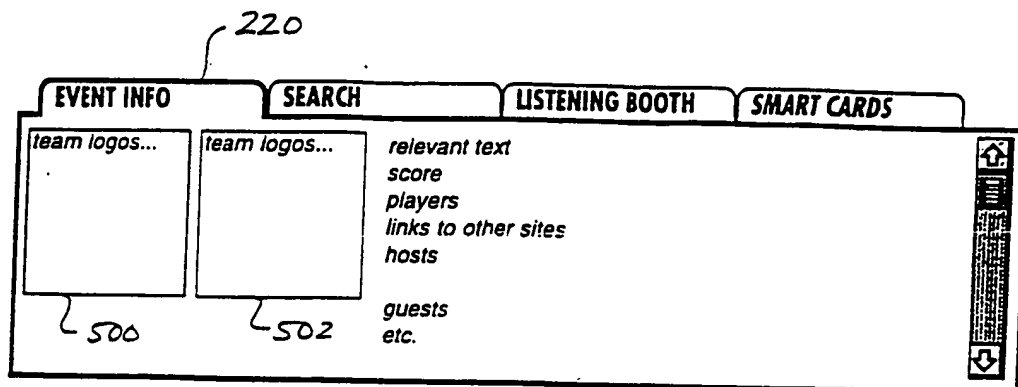 220
EVENT INFO SEARCH LISTENING BOOTH SMART CARDS
team logos... team logos... relevant text
score
players
links to other sites
hosts
guests
500 502 etc.